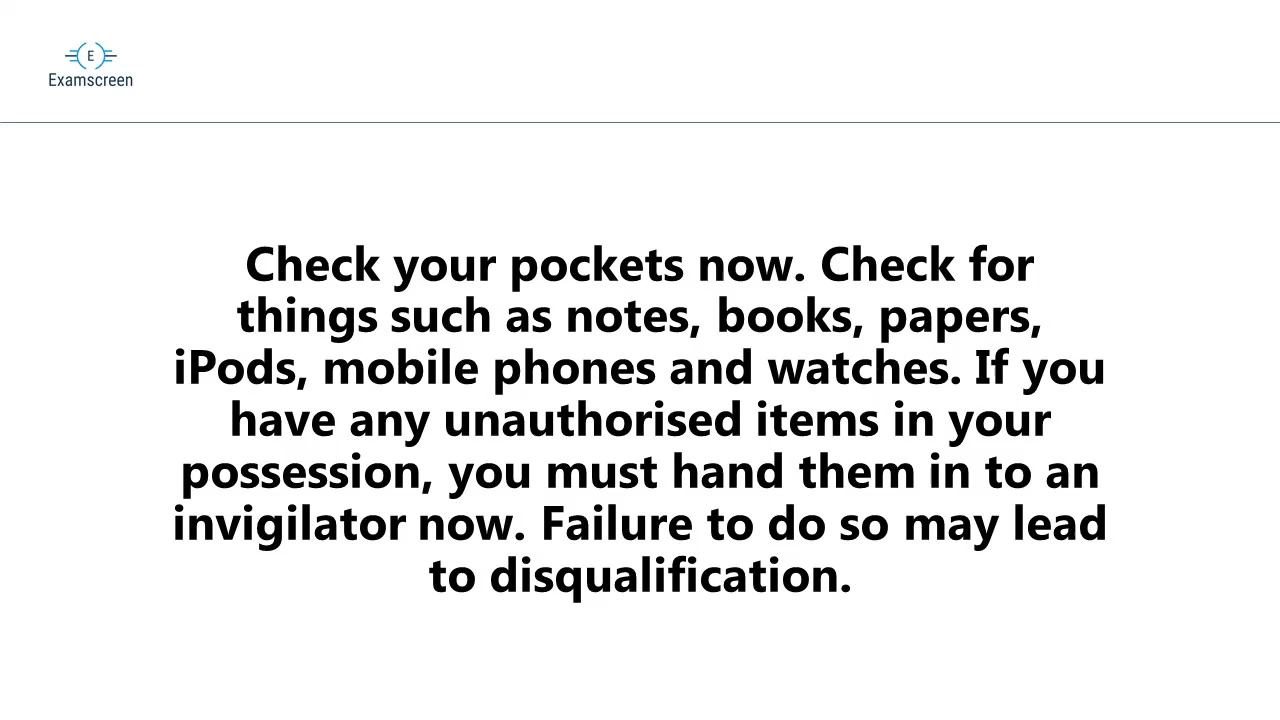 E
Examscreen
Check your pockets now. Check for
things such as notes, books, papers,
iPods, mobile phones and watches. If you
have any unauthorised items in your
possession, you must hand them in to an
invigilator now. Failure to do so may lead
to disqualification.